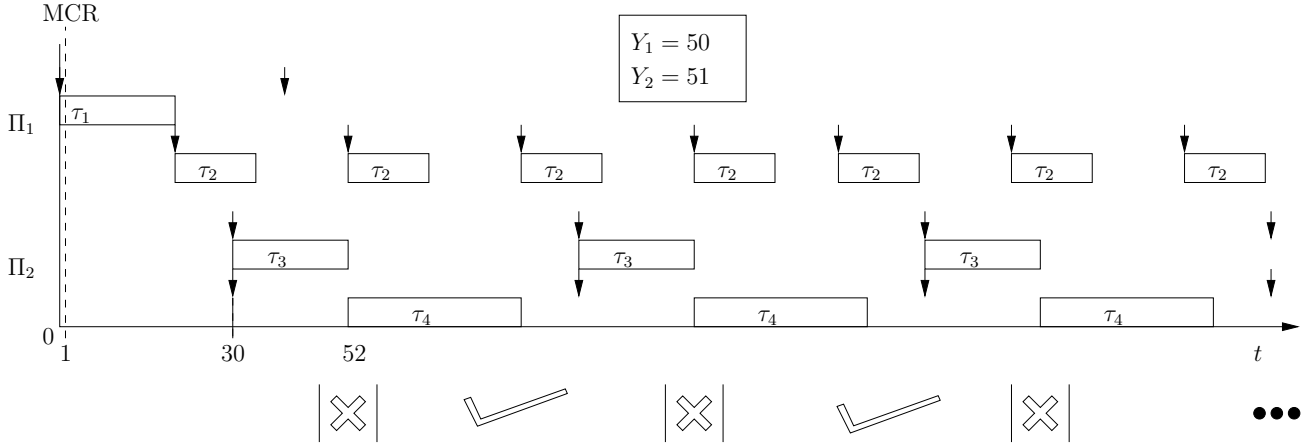 MCR
Y₁ = 50
Y₂ = 51
Π₁
τ₁
τ₂ τ₂ τ₂ τ₂ τ₂ τ₂ τ₂
Π₂
τ₃ τ₃ τ₃
τ₄ τ₄ τ₄
0
1 30 52 t